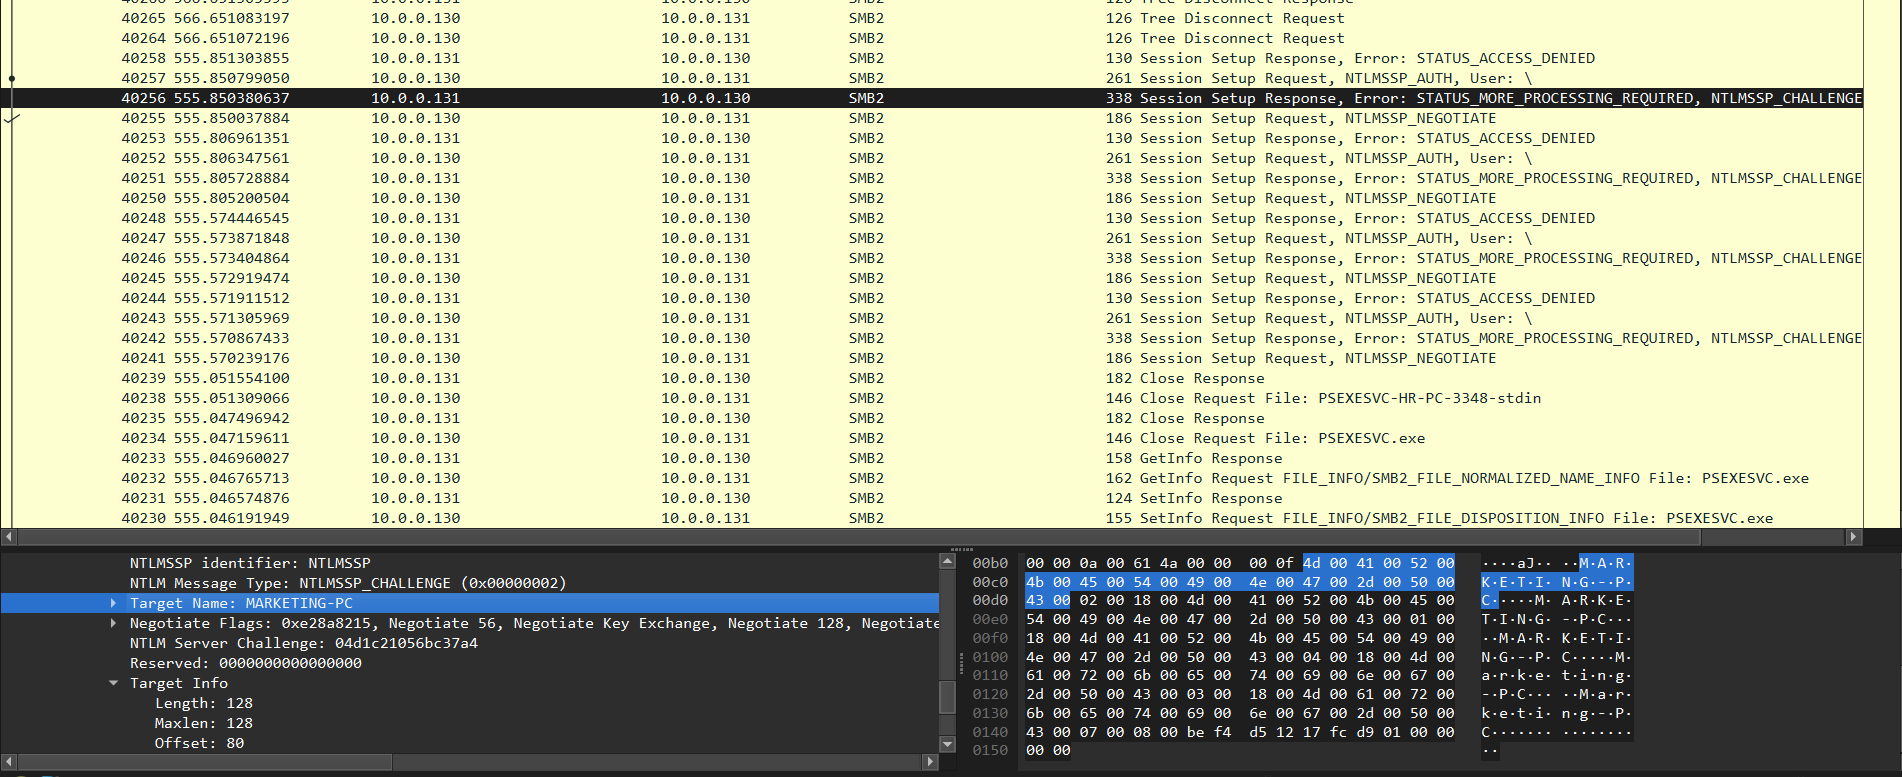 40266 566.651309395 10.0.0.131 10.0.0.130 SMB2 126 Tree Disconnect Response
40265 566.651083197 10.0.0.130 10.0.0.131 SMB2 126 Tree Disconnect Request
40264 566.651072196 10.0.0.130 10.0.0.131 SMB2 126 Tree Disconnect Request
40258 555.851303855 10.0.0.131 10.0.0.130 SMB2 130 Session Setup Response, Error: STATUS_ACCESS_DENIED
40257 555.850799050 10.0.0.130 10.0.0.131 SMB2 261 Session Setup Request, NTLMSSP_AUTH, User: \
40256 555.850380637 10.0.0.131 10.0.0.130 SMB2 338 Session Setup Response, Error: STATUS_MORE_PROCESSING_REQUIRED, NTLMSSP_CHALLENGE
40255 555.850037884 10.0.0.130 10.0.0.131 SMB2 186 Session Setup Request, NTLMSSP_NEGOTIATE
40253 555.806961351 10.0.0.131 10.0.0.130 SMB2 130 Session Setup Response, Error: STATUS_ACCESS_DENIED
40252 555.806347561 10.0.0.130 10.0.0.131 SMB2 261 Session Setup Request, NTLMSSP_AUTH, User: \
40251 555.805728884 10.0.0.131 10.0.0.130 SMB2 338 Session Setup Response, Error: STATUS_MORE_PROCESSING_REQUIRED, NTLMSSP_CHALLENGE
40250 555.805200504 10.0.0.130 10.0.0.131 SMB2 186 Session Setup Request, NTLMSSP_NEGOTIATE
40248 555.574446545 10.0.0.131 10.0.0.130 SMB2 130 Session Setup Response, Error: STATUS_ACCESS_DENIED
40247 555.573871848 10.0.0.130 10.0.0.131 SMB2 261 Session Setup Request, NTLMSSP_AUTH, User: \
40246 555.573404864 10.0.0.131 10.0.0.130 SMB2 338 Session Setup Response, Error: STATUS_MORE_PROCESSING_REQUIRED, NTLMSSP_CHALLENGE
40245 555.572919474 10.0.0.130 10.0.0.131 SMB2 186 Session Setup Request, NTLMSSP_NEGOTIATE
40244 555.571911512 10.0.0.131 10.0.0.130 SMB2 130 Session Setup Response, Error: STATUS_ACCESS_DENIED
40243 555.571305969 10.0.0.130 10.0.0.131 SMB2 261 Session Setup Request, NTLMSSP_AUTH, User: \
40242 555.570867433 10.0.0.131 10.0.0.130 SMB2 338 Session Setup Response, Error: STATUS_MORE_PROCESSING_REQUIRED, NTLMSSP_CHALLENGE
40241 555.570239176 10.0.0.130 10.0.0.131 SMB2 186 Session Setup Request, NTLMSSP_NEGOTIATE
40239 555.051554100 10.0.0.131 10.0.0.130 SMB2 182 Close Response
40238 555.051309066 10.0.0.130 10.0.0.131 SMB2 146 Close Request File: PSEXESVC-HR-PC-3348-stdin
40235 555.047496942 10.0.0.131 10.0.0.130 SMB2 182 Close Response
40234 555.047159611 10.0.0.130 10.0.0.131 SMB2 146 Close Request File: PSEXESVC.exe
40233 555.046960027 10.0.0.131 10.0.0.130 SMB2 158 GetInfo Response
40232 555.046765713 10.0.0.130 10.0.0.131 SMB2 162 GetInfo Request FILE_INFO/SMB2_FILE_NORMALIZED_NAME_INFO File: PSEXESVC.exe
40231 555.046574876 10.0.0.131 10.0.0.130 SMB2 124 SetInfo Response
40230 555.046191949 10.0.0.130 10.0.0.131 SMB2 155 SetInfo Request FILE_INFO/SMB2_FILE_DISPOSITION_INFO File: PSEXESVC.exe
NTLMSSP identifier: NTLMSSP
NTLM Message Type: NTLMSSP_CHALLENGE (0x00000002)
Target Name: MARKETING-PC
Negotiate Flags: 0xe28a8215, Negotiate 56, Negotiate Key Exchange, Negotiate 128, Negotiate
NTLM Server Challenge: 04d1c21056bc37a4
Reserved: 0000000000000000
Target Info
Length: 128
Maxlen: 128
Offset: 80
00b0 00 00 0a 00 61 4a 00 00 00 0f 4d 00 41 00 52 00 ····aJ·· ··M·A·R·
00c0 4b 00 45 00 54 00 49 00 4e 00 47 00 2d 00 50 00 K·E·T·I· N·G·-·P·
00d0 43 00 02 00 18 00 4d 00 41 00 52 00 4b 00 45 00 C·····M· A·R·K·E·
00e0 54 00 49 00 4e 00 47 00 2d 00 50 00 43 00 01 00 T·I·N·G· -·P·C···
00f0 18 00 4d 00 41 00 52 00 4b 00 45 00 54 00 49 00 ··M·A·R· K·E·T·I·
0100 4e 00 47 00 2d 00 50 00 43 00 04 00 18 00 4d 00 N·G·-·P· C·····M·
0110 61 00 72 00 6b 00 65 00 74 00 69 00 6e 00 67 00 a·r·k·e· t·i·n·g·
0120 2d 00 50 00 43 00 03 00 18 00 4d 00 61 00 72 00 -·P·C··· ··M·a·r·
0130 6b 00 65 00 74 00 69 00 6e 00 67 00 2d 00 50 00 k·e·t·i· n·g·-·P·
0140 43 00 07 00 08 00 be f4 d5 12 17 fc d9 01 00 00 C······· ········
0150 00 00 ··